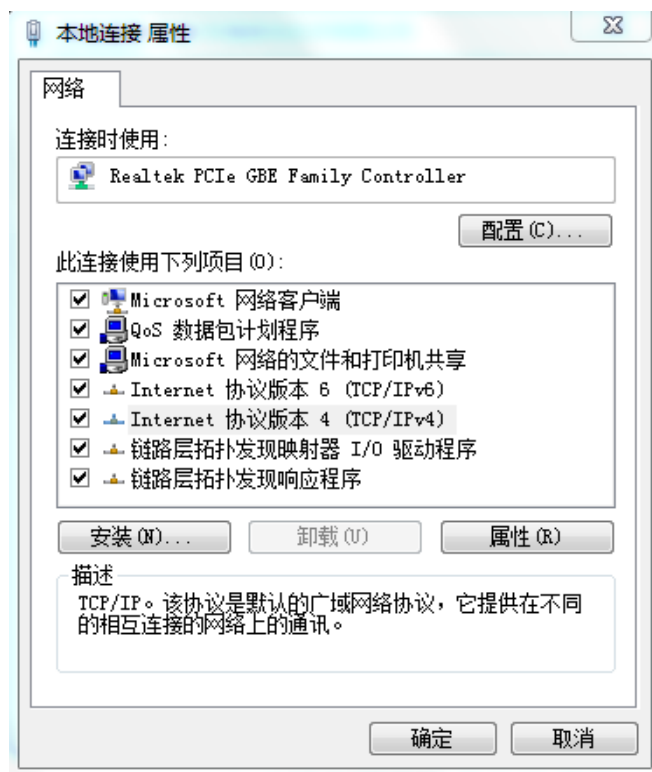 本地连接 属性
网络
连接时使用:
Realtek PCIe GBE Family Controller
配置(C)...
此连接使用下列项目(O):
Microsoft 网络客户端
QoS 数据包计划程序
Microsoft 网络的文件和打印机共享
Internet 协议版本 6 (TCP/IPv6)
Internet 协议版本 4 (TCP/IPv4)
链路层拓扑发现映射器 I/O 驱动程序
链路层拓扑发现响应程序
安装(N)... 卸载(U) 属性(R)
描述
TCP/IP。该协议是默认的广域网络协议，它提供在不同
的相互连接的网络上的通讯。
确定 取消